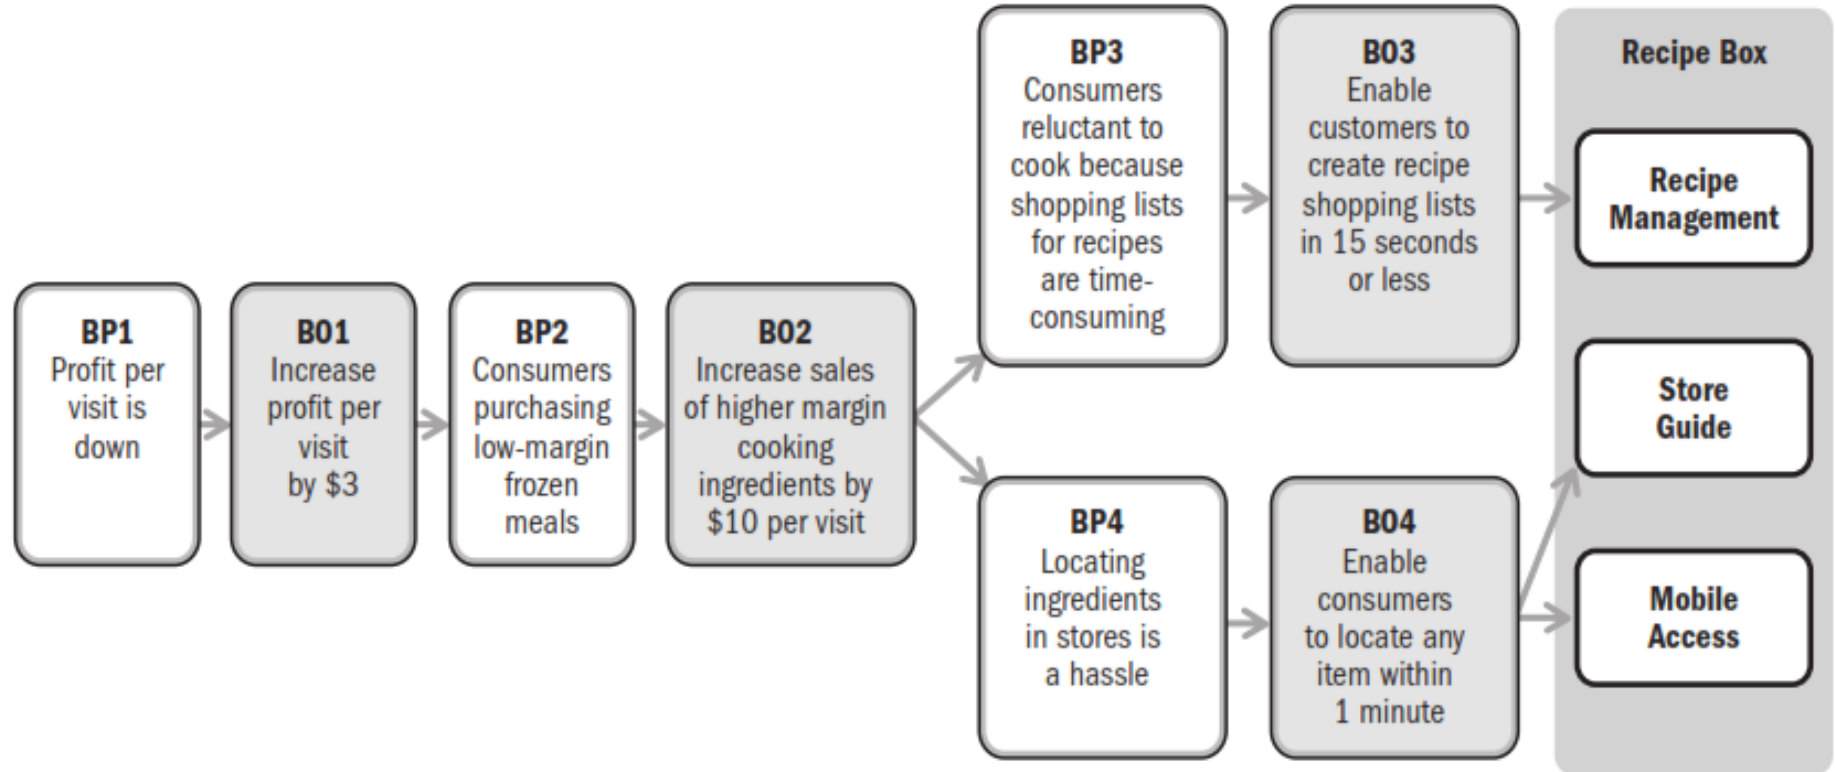 BP1
Profit per
visit is
down
BO1
Increase
profit per
visit
by $3
BP2
Consumers
purchasing
low-margin
frozen
meals
BO2
Increase sales
of higher margin
cooking
ingredients by
$10 per visit
BP3
Consumers
reluctant to
cook because
shopping lists
for recipes
are time-
consuming
BO3
Enable
customers to
create recipe
shopping lists
in 15 seconds
or less
BP4
Locating
ingredients
in stores is
a hassle
BO4
Enable
consumers
to locate any
item within
1 minute
Recipe Box
Recipe
Management
Store
Guide
Mobile
Access